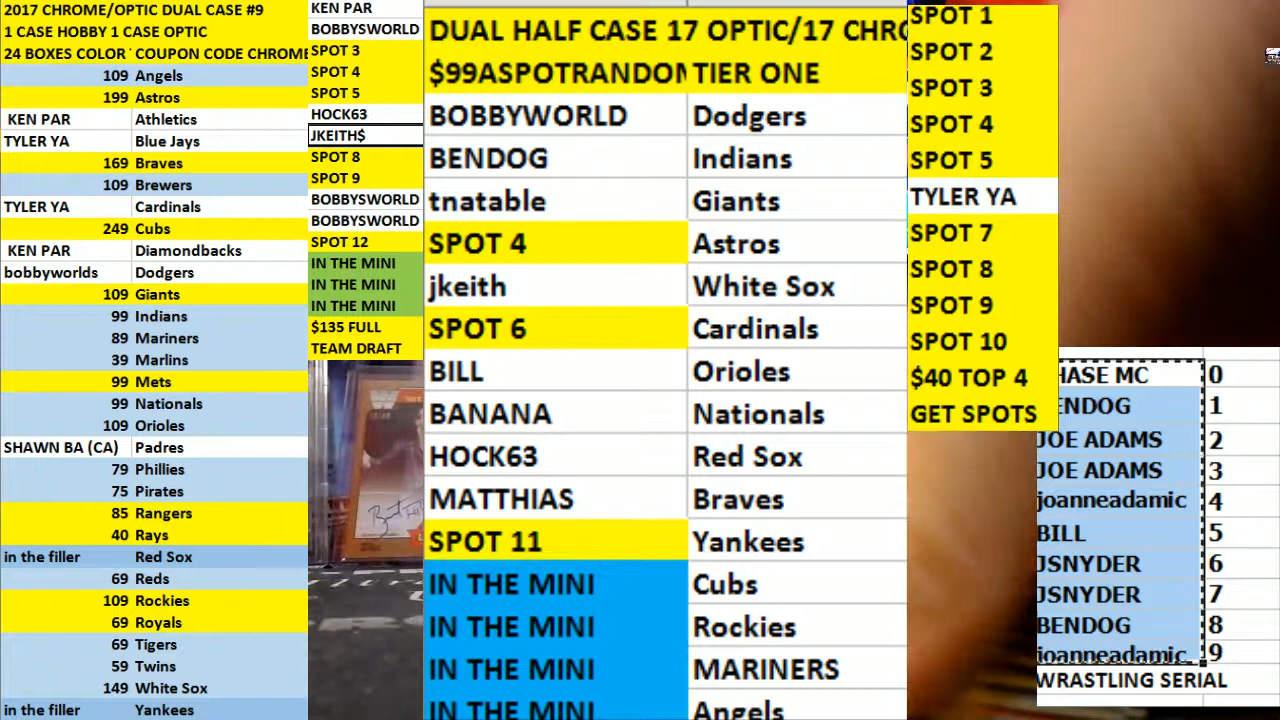 2017 CHROME/OPTIC DUAL CASE #9
1 CASE HOBBY 1 CASE OPTIC
24 BOXES COLOR COUPON CODE CHROME
109 Angels
199 Astros
KEN PAR Athletics
TYLER YA Blue Jays
169 Braves
109 Brewers
TYLER YA Cardinals
249 Cubs
KEN PAR Diamondbacks
bobbyworlds Dodgers
109 Giants
99 Indians
89 Mariners
39 Marlins
99 Mets
99 Nationals
109 Orioles
SHAWN BA (CA) Padres
79 Phillies
75 Pirates
85 Rangers
40 Rays
in the filler Red Sox
69 Reds
109 Rockies
69 Royals
69 Tigers
59 Twins
149 White Sox
in the filler Yankees
KEN PAR
BOBBYSWORLD
SPOT 3
SPOT 4
SPOT 5
HOCK63
JKEITH$
SPOT 8
SPOT 9
BOBBYSWORLD
BOBBYSWORLD
SPOT 12
IN THE MINI
IN THE MINI
IN THE MINI
$135 FULL
TEAM DRAFT
DUAL HALF CASE 17 OPTIC/17 CHRO
$99ASPOTRANDOM TIER ONE
BOBBYWORLD Dodgers
BENDOG Indians
tnatable Giants
SPOT 4 Astros
jkeith White Sox
SPOT 6 Cardinals
BILL Orioles
BANANA Nationals
HOCK63 Red Sox
MATTHIAS Braves
SPOT 11 Yankees
IN THE MINI Cubs
IN THE MINI Rockies
IN THE MINI MARINERS
IN THE MINI Angels
SPOT 1
SPOT 2
SPOT 3
SPOT 4
SPOT 5
TYLER YA
SPOT 7
SPOT 8
SPOT 9
SPOT 10
$40 TOP 4
GET SPOTS
HASE MC 0
ENDOG 1
JOE ADAMS 2
JOE ADAMS 3
joanneadamic 4
BILL 5
JSNYDER 6
JSNYDER 7
BENDOG 8
joanneadamic 9
WRASTLING SERIAL